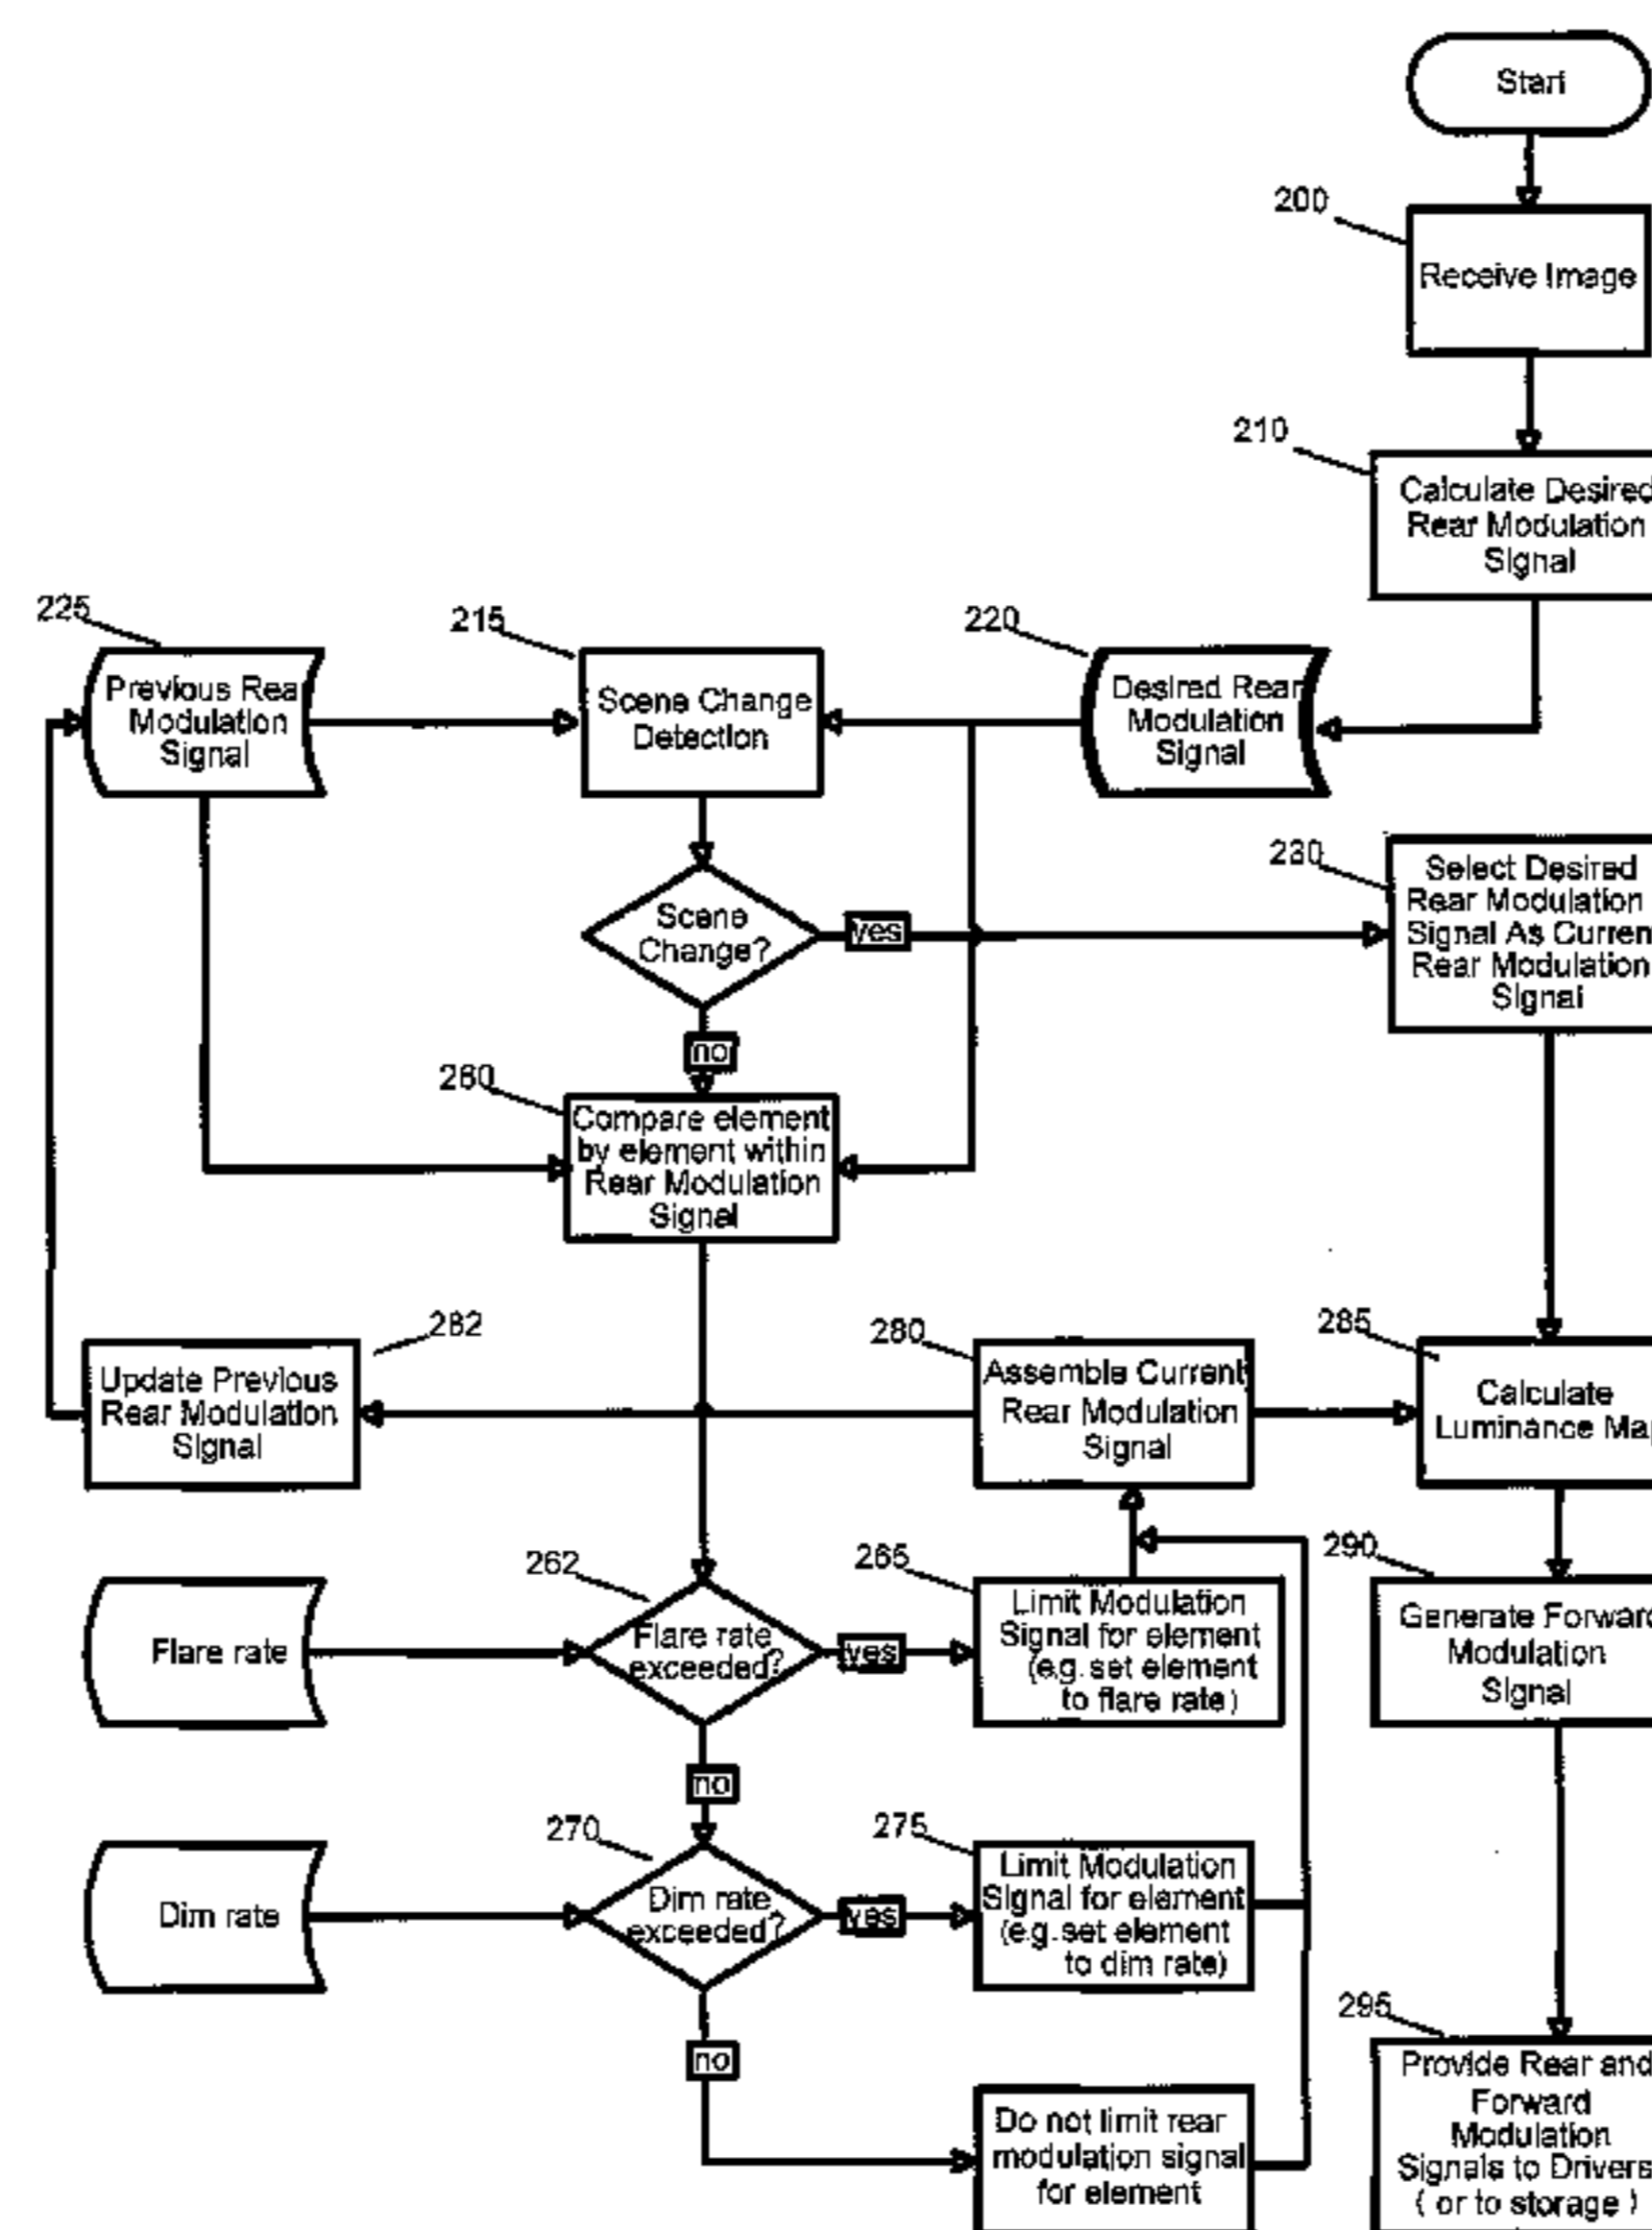 Start
200
Receive Image
210
Calculate Desired
Rear Modulation
Signal
225
Previous Rea
Modulation
Signal
215
Scene Change
Detection
220
Desired Rear
Modulation
Signal
Scene
Change?
yes
230
Select Desired
Rear Modulation
Signal As Curren
Rear Modulation
Signal
no
260
Compare element
by element within
Rear Modulation
Signal
282
Update Previous
Rear Modulation
Signal
280
Assemble Current
Rear Modulation
Signal
285
Calculate
Luminance Map
Flare rate
262
Flare rate
exceeded?
yes
265
Limit Modulation
Signal for element
(e.g. set element
to flare rate)
290
Generate Forward
Modulation
Signal
no
Dim rate
270
Dim rate
exceeded?
yes
275
Limit Modulation
Signal for element
(e.g. set element
to dim rate)
no
Do not limit rear
modulation signal
for element
295
Provide Rear and
Forward
Modulation
Signals to Drivers
( or to storage )